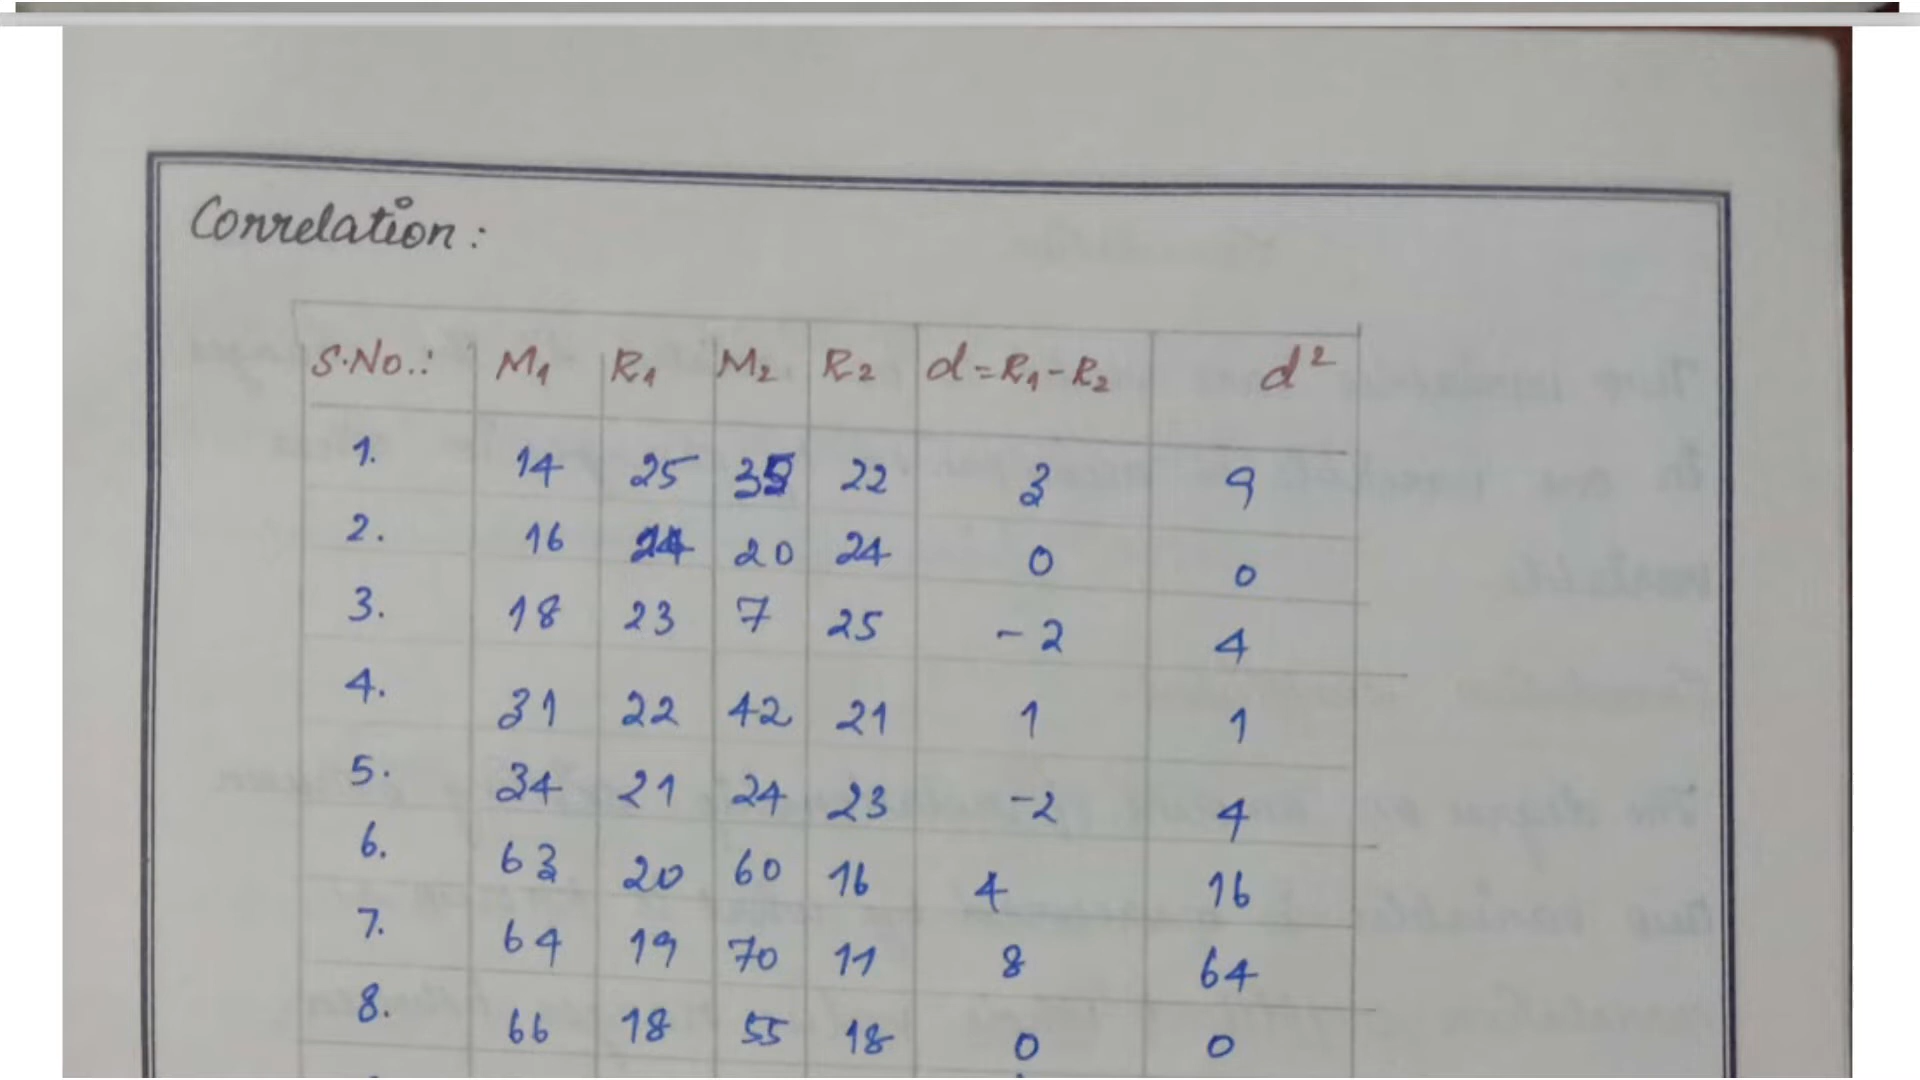 Correlation:
S.No.: M₁ R₁ M₂ R₂ d=R₁-R₂ d²
1. 14 25 35 22 3 9
2. 16 24 20 24 0 0
3. 18 23 7 25 -2 4
4. 31 22 42 21 1 1
5. 34 21 24 23 -2 4
6. 63 20 60 16 4 16
7. 64 19 70 11 8 64
8. 66 18 55 18 0 0